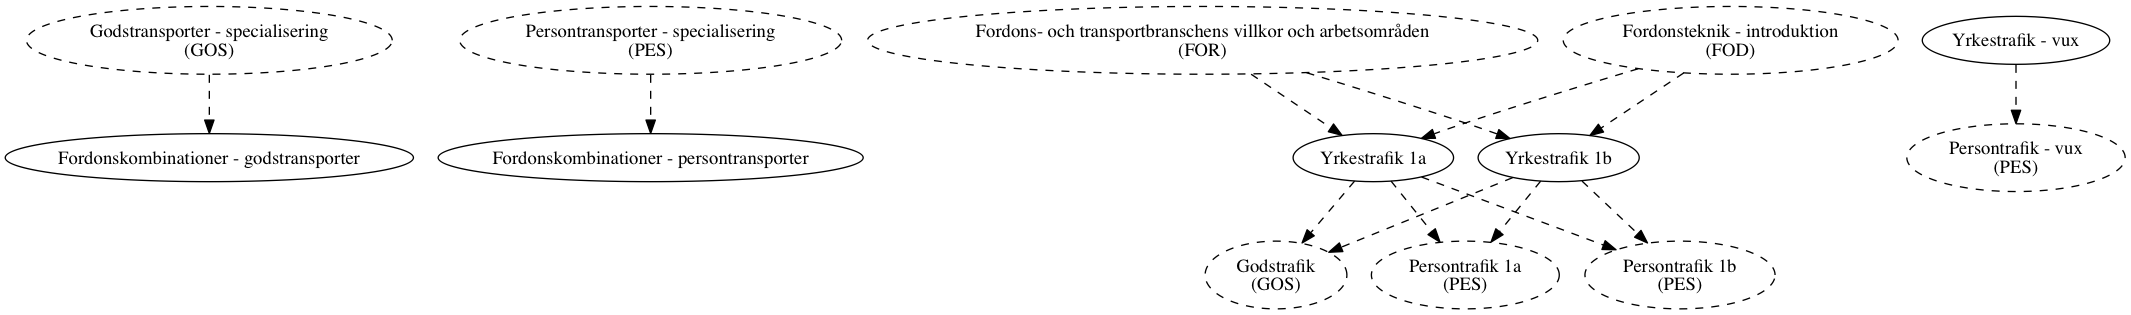 Godstransporter - specialisering
(GOS)
Persontransporter - specialisering
(PES)
Fordons- och transportbranschens villkor och arbetsområden
(FOR)
Fordonsteknik - introduktion
(FOD)
Yrkestrafik - vux
Fordonskombinationer - godstransporter
Fordonskombinationer - persontransporter
Yrkestrafik 1a
Yrkestrafik 1b
Persontrafik - vux
(PES)
Godstrafik
(GOS)
Persontrafik 1a
(PES)
Persontrafik 1b
(PES)